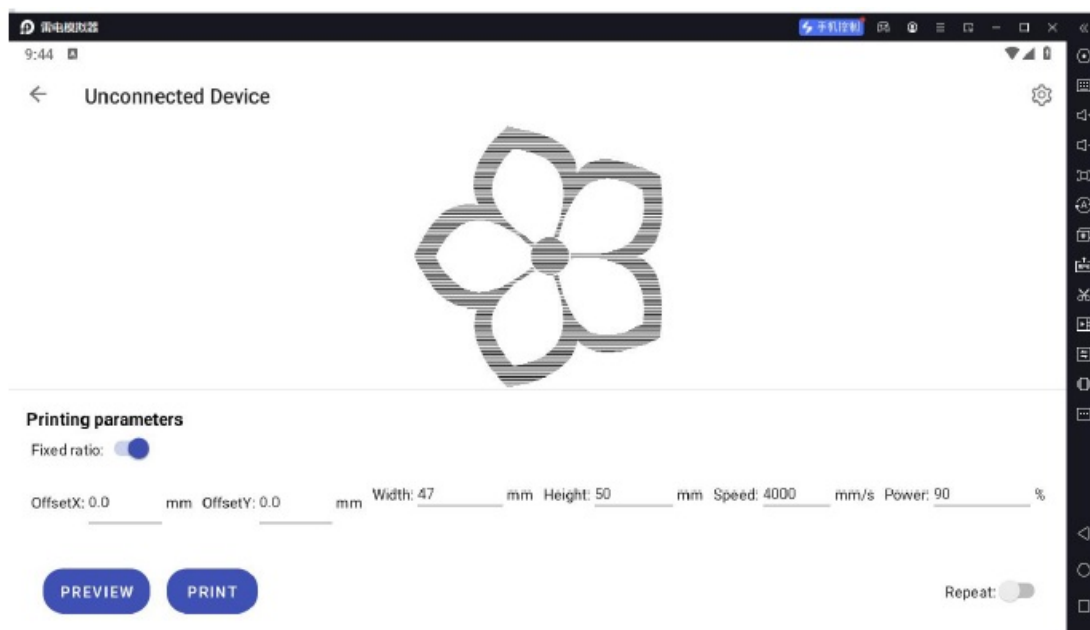 雷电模拟器
手机控制
9:44
Unconnected Device
Printing parameters
Fixed ratio:
OffsetX: 0.0 mm OffsetY: 0.0 mm Width: 47 mm Height: 50 mm Speed: 4000 mm/s Power: 90 %
PREVIEW PRINT Repeat: